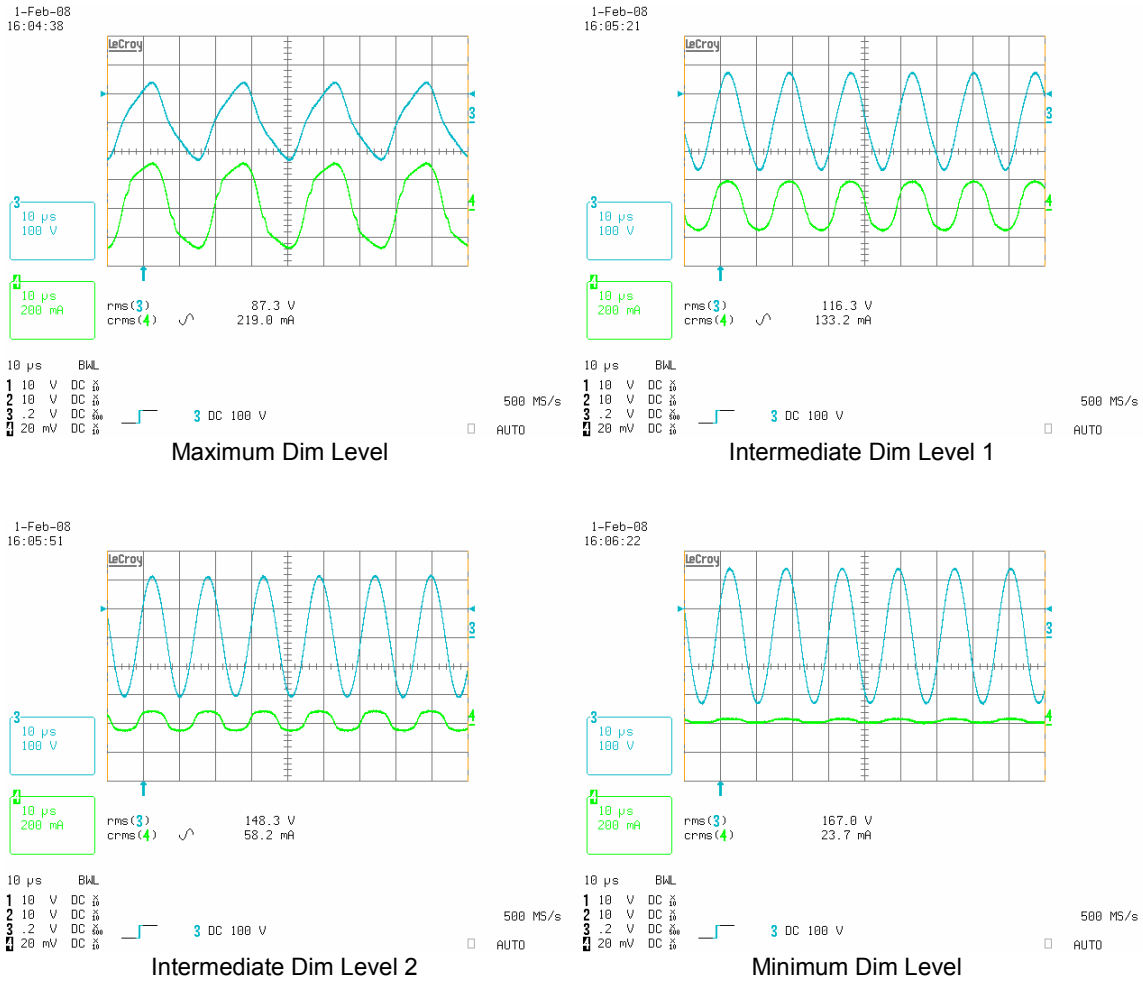 1-Feb-08
16:04:38
LeCroy
3
4
3
10 µs
100 V
4
10 µs
200 mA
rms(3) 87.3 V
crms(4) 219.0 mA
10 µs BWL
1 10 V DC
2 10 V DC
3 .2 V DC
4 20 mV DC
3 DC 100 V
500 MS/s
AUTO
Maximum Dim Level
1-Feb-08
16:05:21
LeCroy
3
4
3
10 µs
100 V
4
10 µs
200 mA
rms(3) 116.3 V
crms(4) 133.2 mA
10 µs BWL
1 10 V DC
2 10 V DC
3 .2 V DC
4 20 mV DC
3 DC 100 V
500 MS/s
AUTO
Intermediate Dim Level 1
1-Feb-08
16:05:51
LeCroy
3
4
3
10 µs
100 V
4
10 µs
200 mA
rms(3) 148.3 V
crms(4) 58.2 mA
10 µs BWL
1 10 V DC
2 10 V DC
3 .2 V DC
4 20 mV DC
3 DC 100 V
500 MS/s
AUTO
Intermediate Dim Level 2
1-Feb-08
16:06:22
LeCroy
3
4
3
10 µs
100 V
4
10 µs
200 mA
rms(3) 167.0 V
crms(4) 23.7 mA
10 µs BWL
1 10 V DC
2 10 V DC
3 .2 V DC
4 20 mV DC
3 DC 100 V
500 MS/s
AUTO
Minimum Dim Level